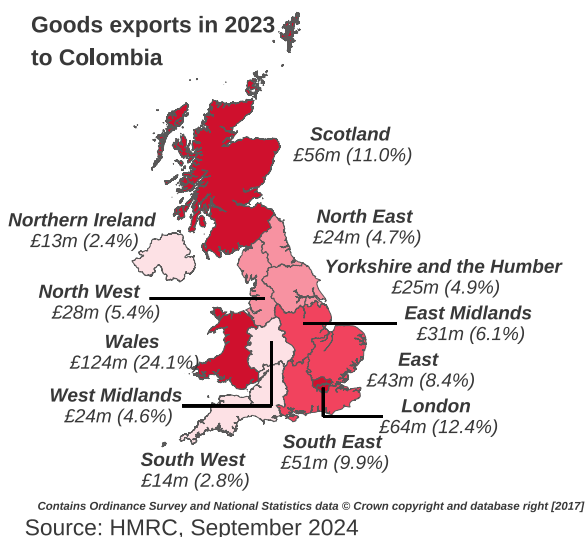 Goods exports in 2023
to Colombia
Scotland
£56m (11.0%)
Northern Ireland
£13m (2.4%)
North East
£24m (4.7%)
Yorkshire and the Humber
£25m (4.9%)
North West
£28m (5.4%)
East Midlands
£31m (6.1%)
Wales
£124m (24.1%)
East
£43m (8.4%)
West Midlands
£24m (4.6%)
London
£64m (12.4%)
South East
£51m (9.9%)
South West
£14m (2.8%)
Contains Ordinance Survey and National Statistics data © Crown copyright and database right [2017]
Source: HMRC, September 2024